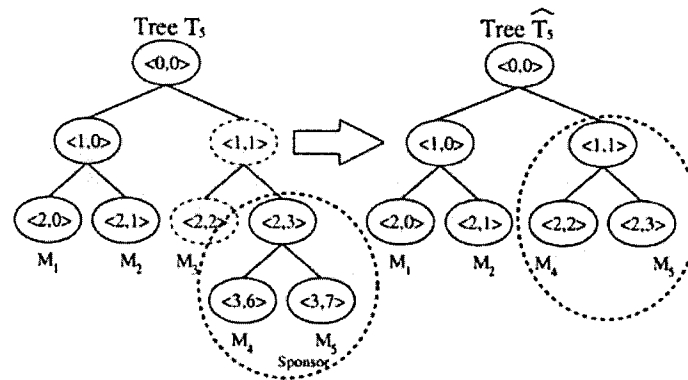 Tree T5 Tree T̂5
<0,0> <0,0>
<1,0> <1,1> <1,0> <1,1>
<2,0> <2,1> <2,2> <2,3> <2,0> <2,1> <2,2> <2,3>
M1 M2 M3 M1 M2 M4 M5
<3,6> <3,7>
M4 M5
Sponsor